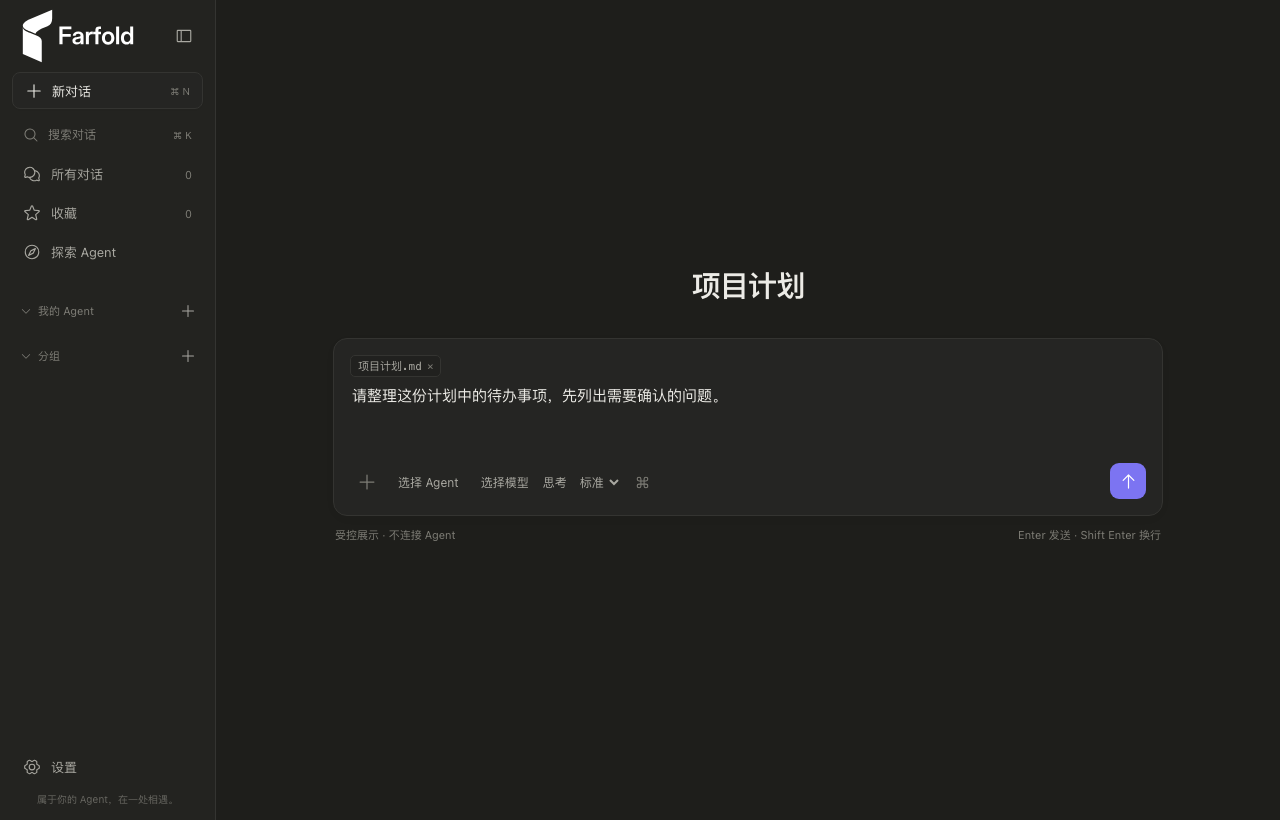 Farfold
新对话 ⌘ N
搜索对话 ⌘ K
所有对话 0
收藏 0
探索 Agent
我的 Agent
分组
设置
属于你的 Agent，在一处相遇。
项目计划
项目计划.md ×
请整理这份计划中的待办事项，先列出需要确认的问题。
选择 Agent 选择模型 思考 标准 ⌘
受控展示 · 不连接 Agent
Enter 发送 · Shift Enter 换行